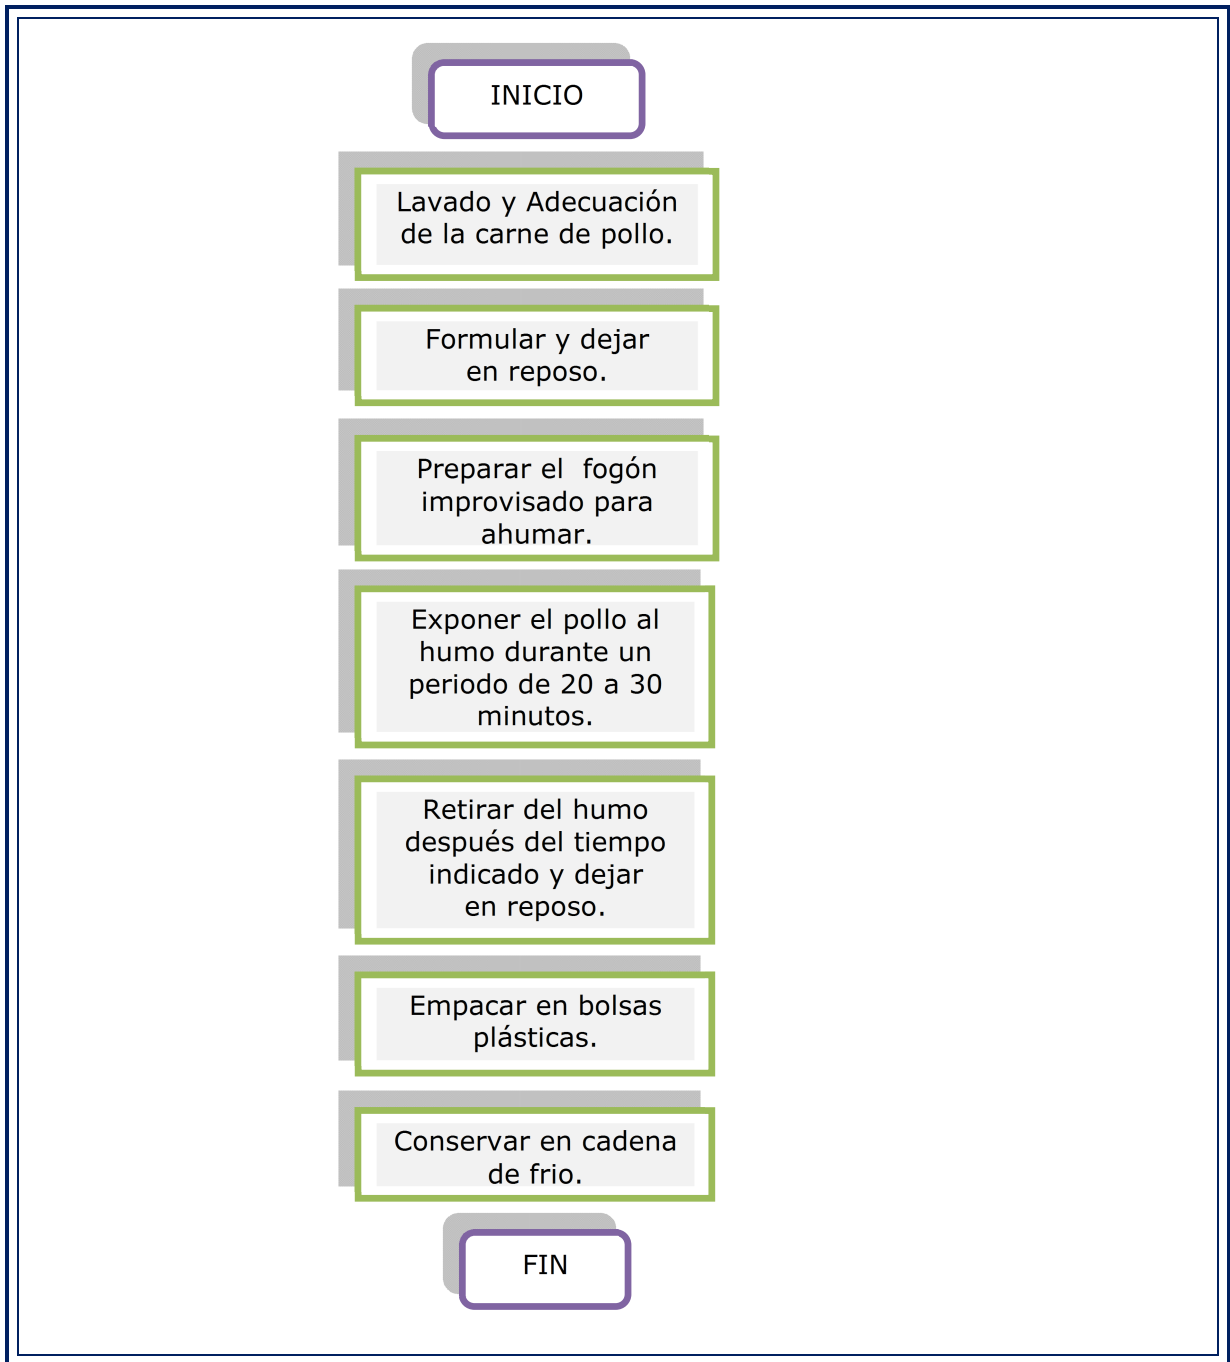 INICIO
Lavado y Adecuación
de la carne de pollo.
Formular y dejar
en reposo.
Preparar el  fogón
improvisado para
ahumar.
Exponer el pollo al
humo durante un
periodo de 20 a 30
minutos.
Retirar del humo
después del tiempo
indicado y dejar
en reposo.
Empacar en bolsas
plásticas.
Conservar en cadena
de frio.
FIN